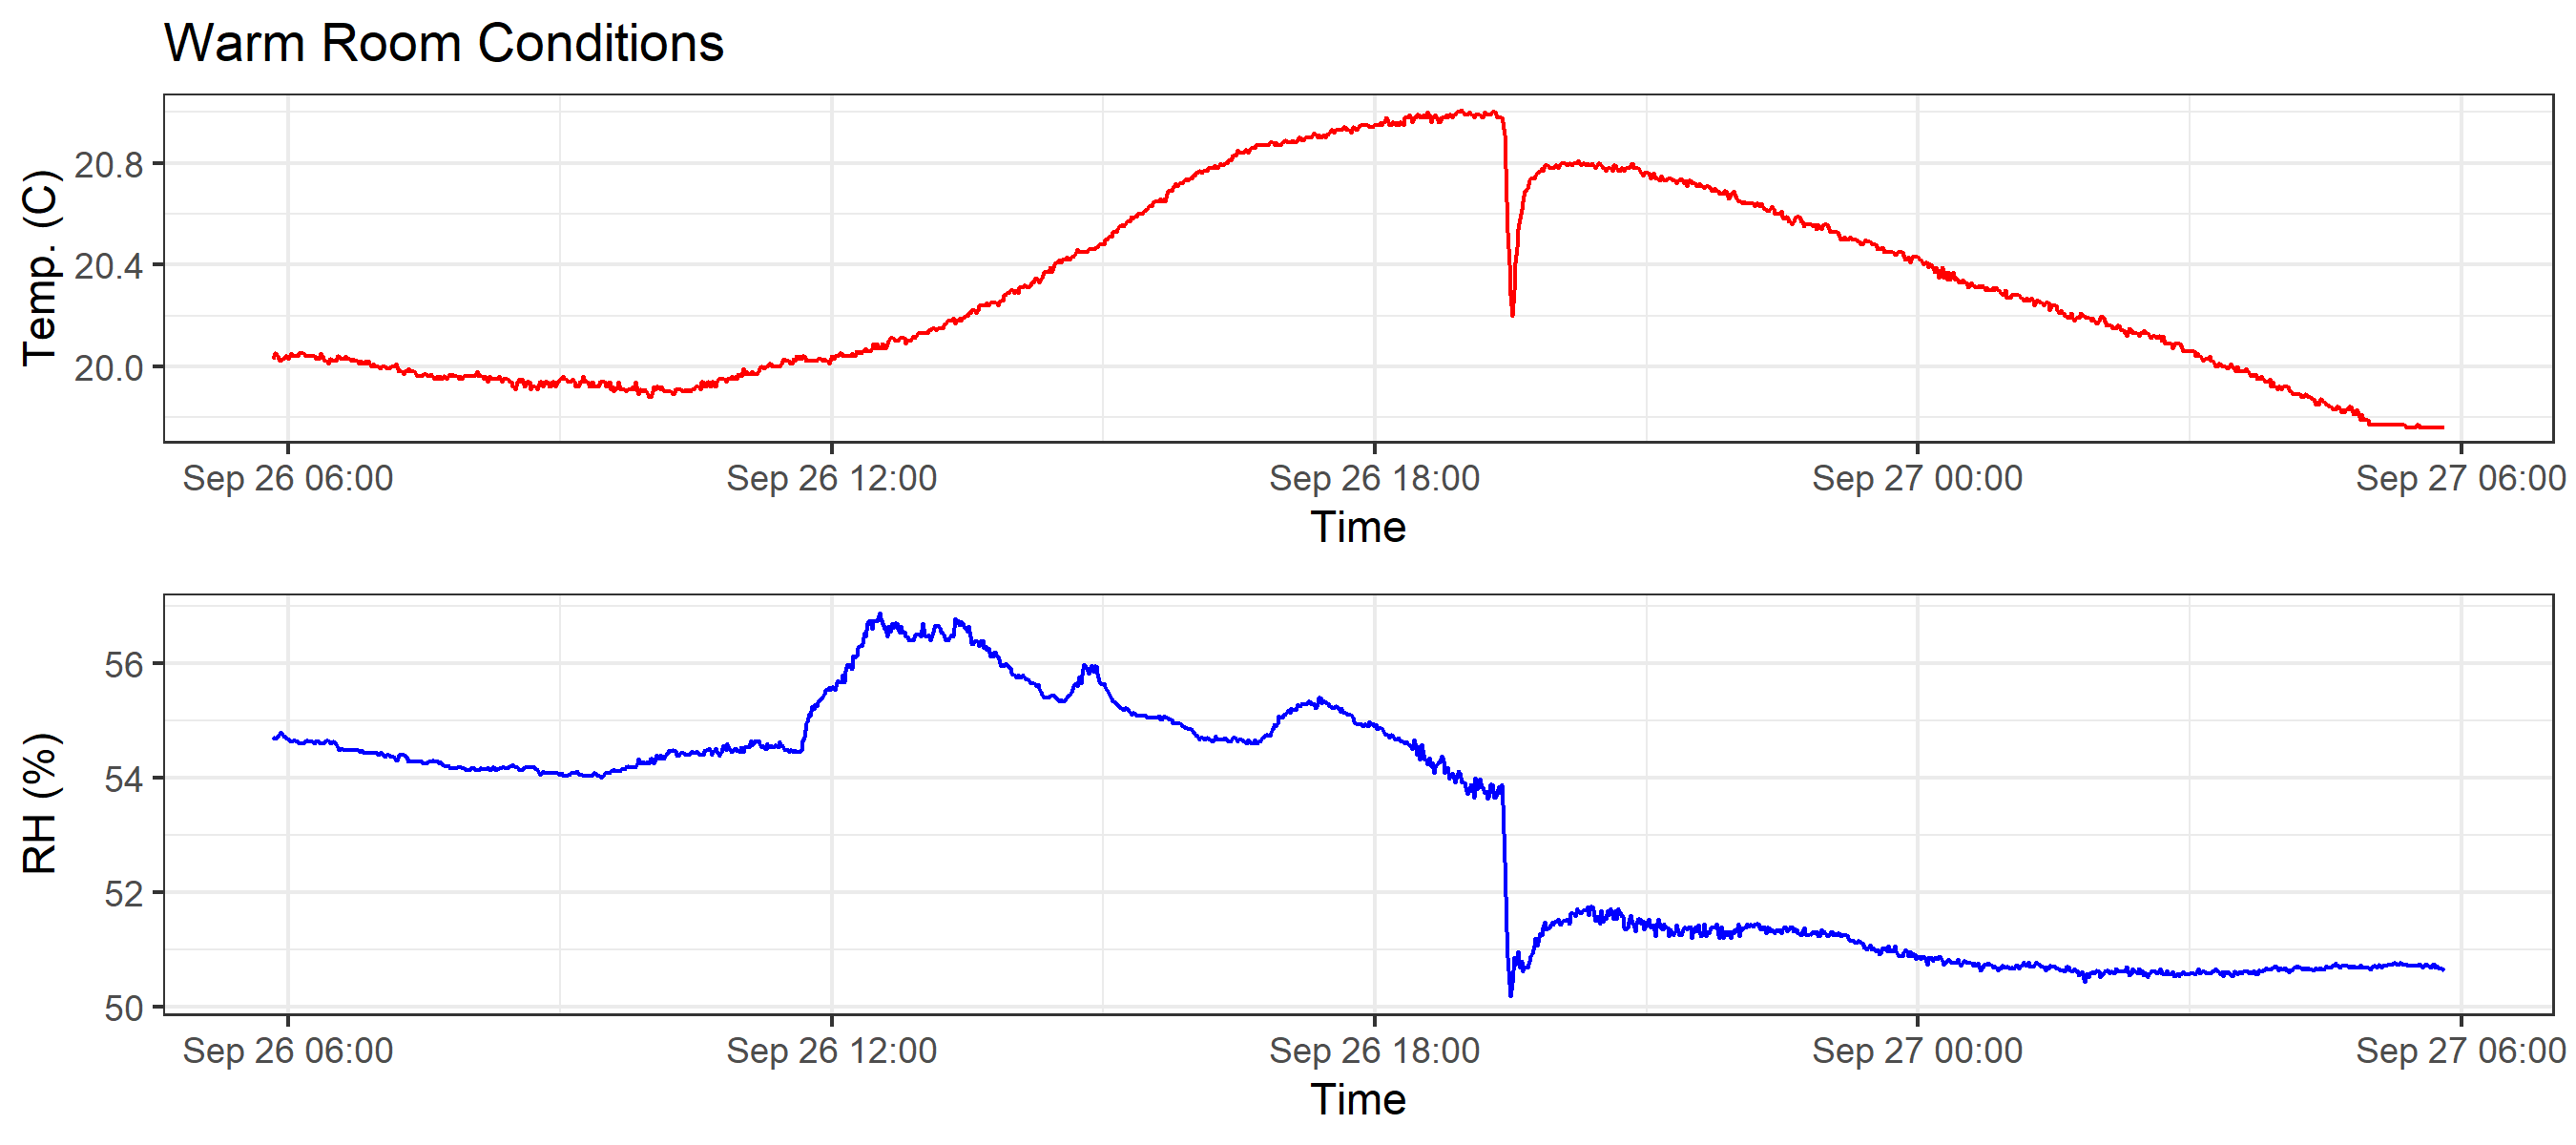 Warm Room Conditions
Temp. (C)
20.8
20.4
20.0
Sep 26 06:00 Sep 26 12:00 Sep 26 18:00 Sep 27 00:00 Sep 27 06:00
Time
RH (%)
56
54
52
50
Sep 26 06:00 Sep 26 12:00 Sep 26 18:00 Sep 27 00:00 Sep 27 06:00
Time